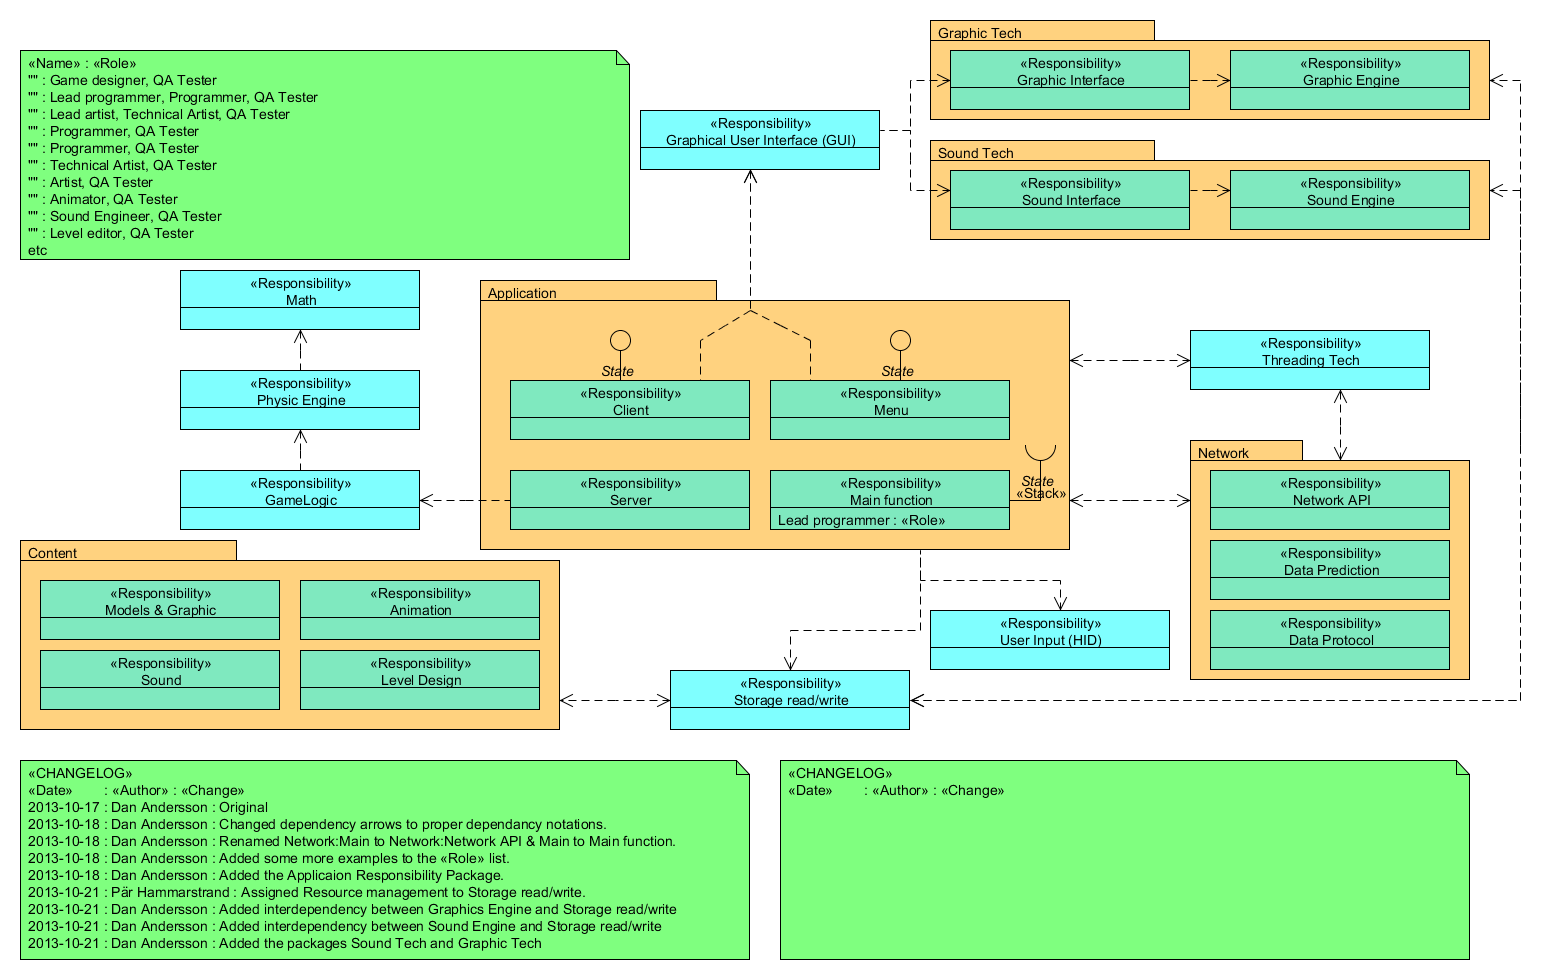 «Name» : «Role»
"" : Game designer, QA Tester
"" : Lead programmer, Programmer, QA Tester
"" : Lead artist, Technical Artist, QA Tester
"" : Programmer, QA Tester
"" : Programmer, QA Tester
"" : Technical Artist, QA Tester
"" : Artist, QA Tester
"" : Animator, QA Tester
"" : Sound Engineer, QA Tester
"" : Level editor, QA Tester
etc
«Responsibility»
Graphical User Interface (GUI)
Graphic Tech
«Responsibility»
Graphic Interface
«Responsibility»
Graphic Engine
Sound Tech
«Responsibility»
Sound Interface
«Responsibility»
Sound Engine
«Responsibility»
Math
«Responsibility»
Physic Engine
«Responsibility»
GameLogic
Application
State
«Responsibility»
Client
State
«Responsibility»
Menu
«Responsibility»
Server
«Responsibility»
Main function
Lead programmer : «Role»
State
«Stack»
«Responsibility»
Threading Tech
Network
«Responsibility»
Network API
«Responsibility»
Data Prediction
«Responsibility»
Data Protocol
Content
«Responsibility»
Models & Graphic
«Responsibility»
Animation
«Responsibility»
Sound
«Responsibility»
Level Design
«Responsibility»
User Input (HID)
«Responsibility»
Storage read/write
«CHANGELOG»
«Date» : «Author» : «Change»
2013-10-17 : Dan Andersson : Original
2013-10-18 : Dan Andersson : Changed dependency arrows to proper dependancy notations.
2013-10-18 : Dan Andersson : Renamed Network:Main to Network:Network API & Main to Main function.
2013-10-18 : Dan Andersson : Added some more examples to the «Role» list.
2013-10-18 : Dan Andersson : Added the Applicaion Responsibility Package.
2013-10-21 : Pär Hammarstrand : Assigned Resource management to Storage read/write.
2013-10-21 : Dan Andersson : Added interdependency between Graphics Engine and Storage read/write
2013-10-21 : Dan Andersson : Added interdependency between Sound Engine and Storage read/write
2013-10-21 : Dan Andersson : Added the packages Sound Tech and Graphic Tech
«CHANGELOG»
«Date» : «Author» : «Change»